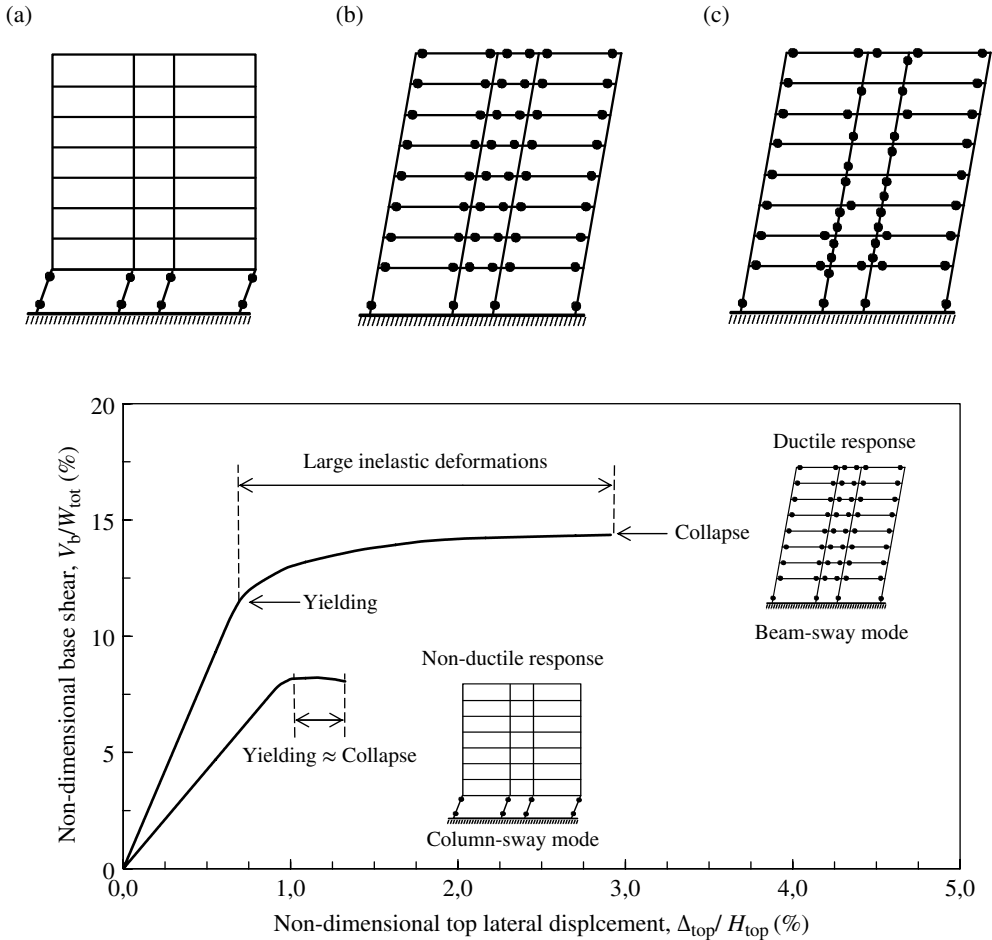 (a)
(b)
(c)
20
15
10
5
0
0,0
1,0
2,0
3,0
4,0
5,0
Non-dimensional base shear, V_b/W_tot (%)
Large inelastic deformations
Ductile response
Collapse
Yielding
Beam-sway mode
Non-ductile response
Yielding ≈ Collapse
Column-sway mode
Non-dimensional top lateral displcement, Δ_top/ H_top (%)